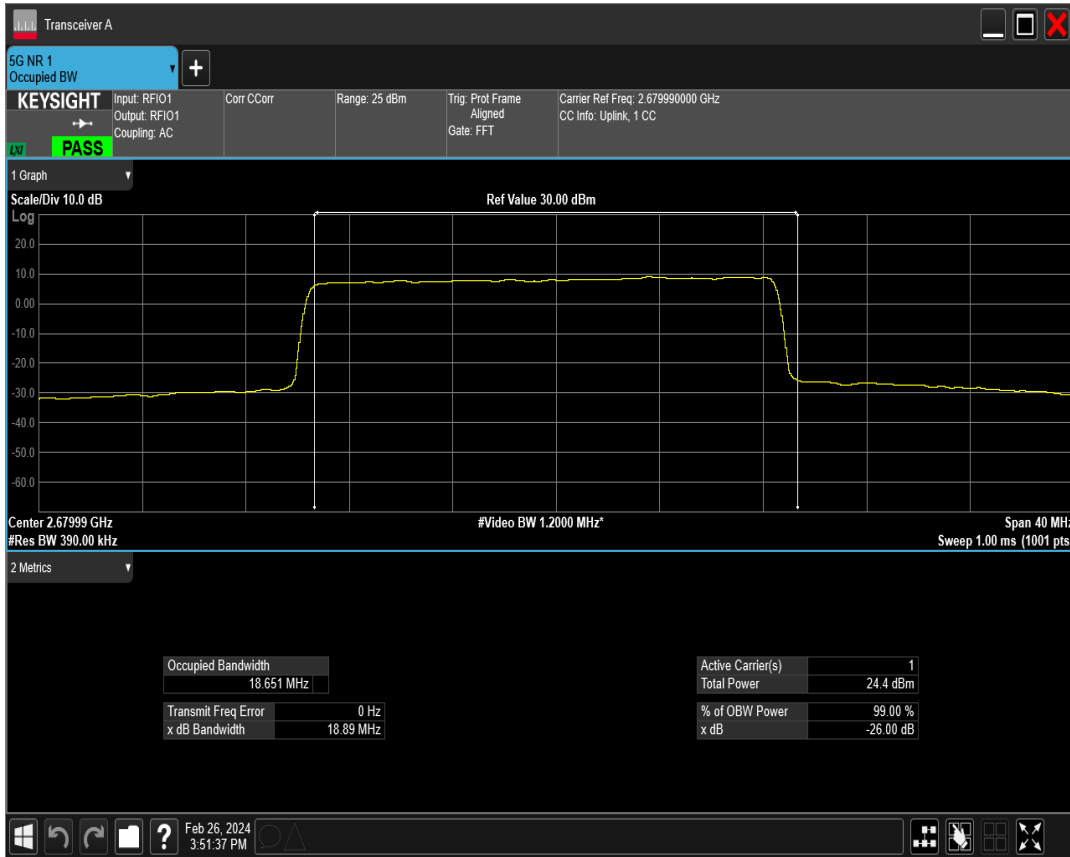 Transceiver A
5G NR 1
Occupied BW
KEYSIGHT
LXI
PASS
Input: RFIO1
Output: RFIO1
Coupling: AC
Corr CCorr
Range: 25 dBm
Trig: Prot Frame
Aligned
Gate: FFT
Carrier Ref Freq: 2.679990000 GHz
CC Info: Uplink, 1 CC
1 Graph
Scale/Div 10.0 dB
Ref Value 30.00 dBm
Log
20.0
10.0
0.00
-10.0
-20.0
-30.0
-40.0
-50.0
-60.0
Center 2.67999 GHz
#Video BW 1.2000 MHz*
Span 40 MHz
#Res BW 390.00 kHz
Sweep 1.00 ms (1001 pts
2 Metrics
Occupied Bandwidth
18.651 MHz
Transmit Freq Error 0 Hz
x dB Bandwidth 18.89 MHz
Active Carrier(s) 1
Total Power 24.4 dBm
% of OBW Power 99.00 %
x dB -26.00 dB
?
Feb 26, 2024
3:51:37 PM